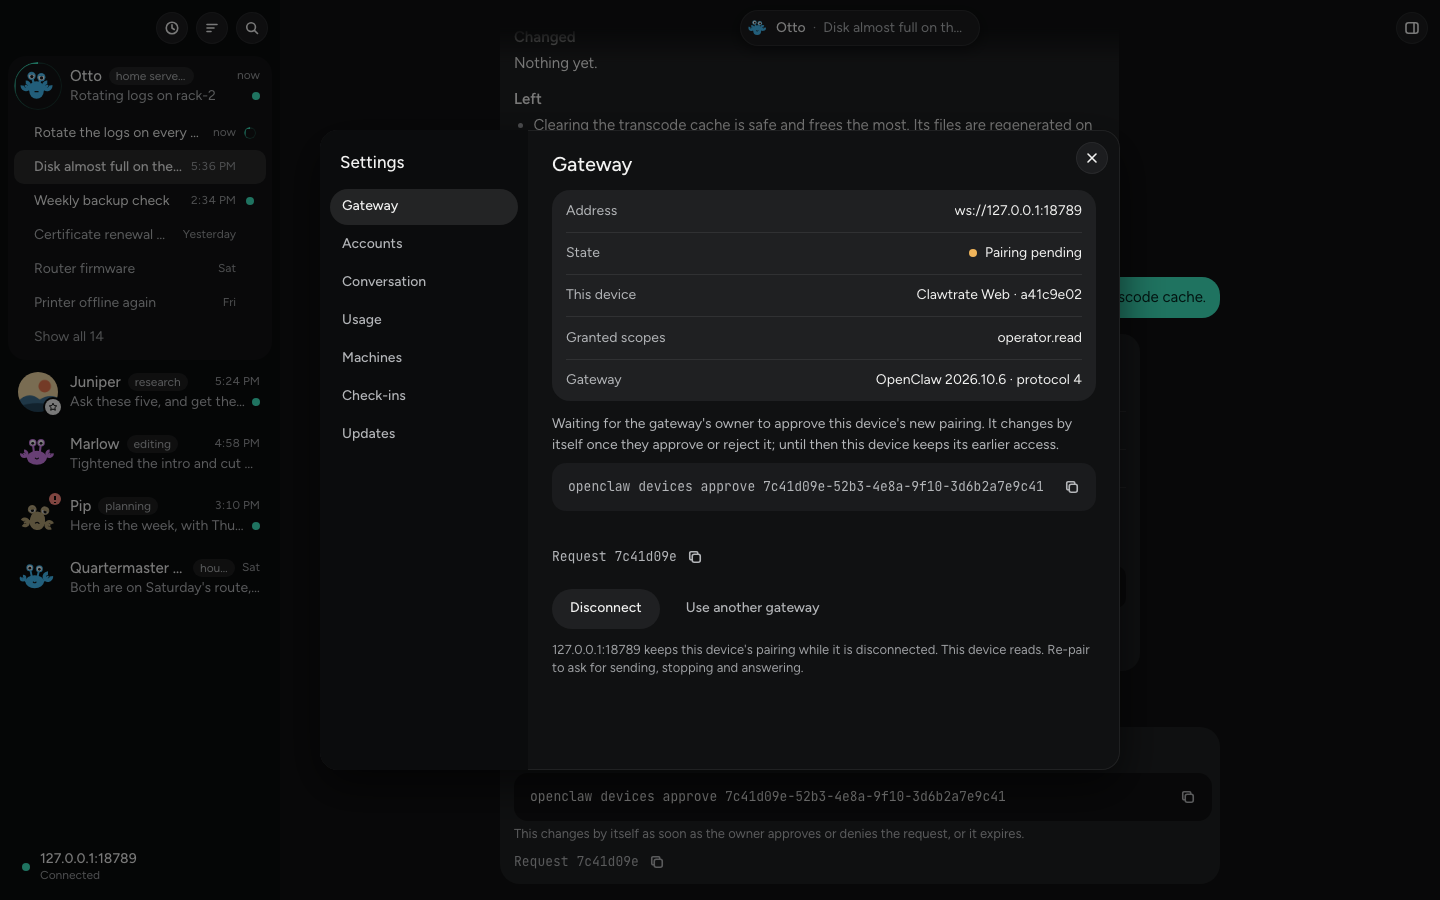 Otto home serve... now
Rotating logs on rack-2
Rotate the logs on every ... now
Disk almost full on the... 5:36 PM
Weekly backup check 2:34 PM
Certificate renewal ... Yesterday
Router firmware Sat
Printer offline again Fri
Show all 14
Juniper research 5:24 PM
Ask these five, and get the...
Marlow editing 4:58 PM
Tightened the intro and cut ...
Pip planning 3:10 PM
Here is the week, with Thu...
Quartermaster ... hou... Sat
Both are on Saturday's route,...
127.0.0.1:18789
Connected
Otto · Disk almost full on th...
Changed
Nothing yet.
Left
• Clearing the transcode cache is safe and frees the most. Its files are regenerated on
scode cache.
Settings
Gateway
Accounts
Conversation
Usage
Machines
Check-ins
Updates
Gateway
Address ws://127.0.0.1:18789
State Pairing pending
This device Clawtrate Web · a41c9e02
Granted scopes operator.read
Gateway OpenClaw 2026.10.6 · protocol 4
Waiting for the gateway's owner to approve this device's new pairing. It changes by
itself once they approve or reject it; until then this device keeps its earlier access.
openclaw devices approve 7c41d09e-52b3-4e8a-9f10-3d6b2a7e9c41
Request 7c41d09e
Disconnect Use another gateway
127.0.0.1:18789 keeps this device's pairing while it is disconnected. This device reads. Re-pair
to ask for sending, stopping and answering.
openclaw devices approve 7c41d09e-52b3-4e8a-9f10-3d6b2a7e9c41
This changes by itself as soon as the owner approves or denies the request, or it expires.
Request 7c41d09e